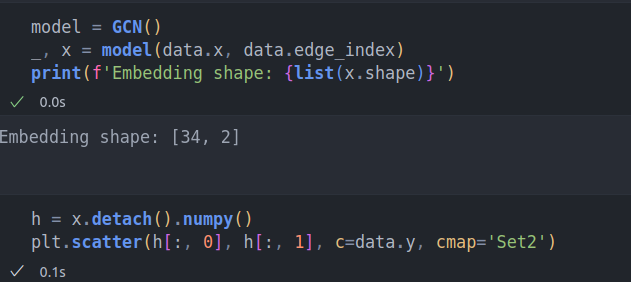 model = GCN()
_, x = model(data.x, data.edge_index)
print(f'Embedding shape: {list(x.shape)}')
0.0s
Embedding shape: [34, 2]
h = x.detach().numpy()
plt.scatter(h[:, 0], h[:, 1], c=data.y, cmap='Set2')
0.1s